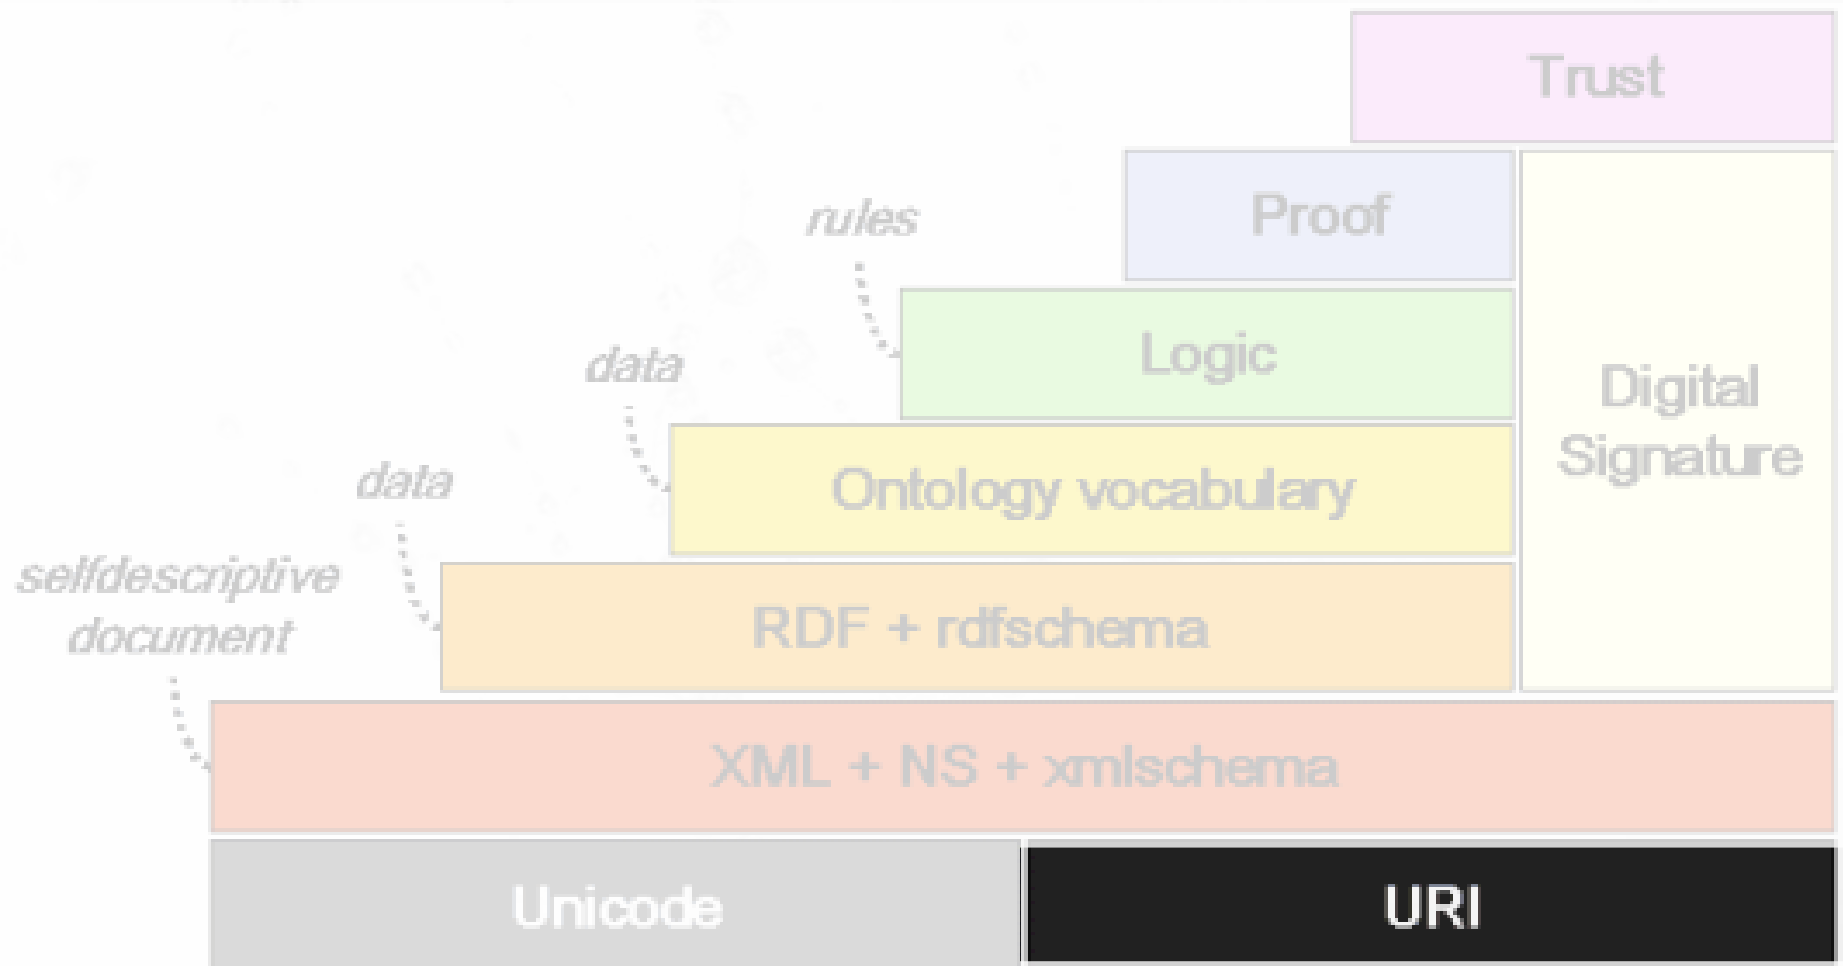 Trust
rules
Proof
data
Logic
Digital
Signature
data
Ontology vocabulary
selfdescriptive
document
RDF + rdfschema
XML + NS + xmlschema
Unicode
URI